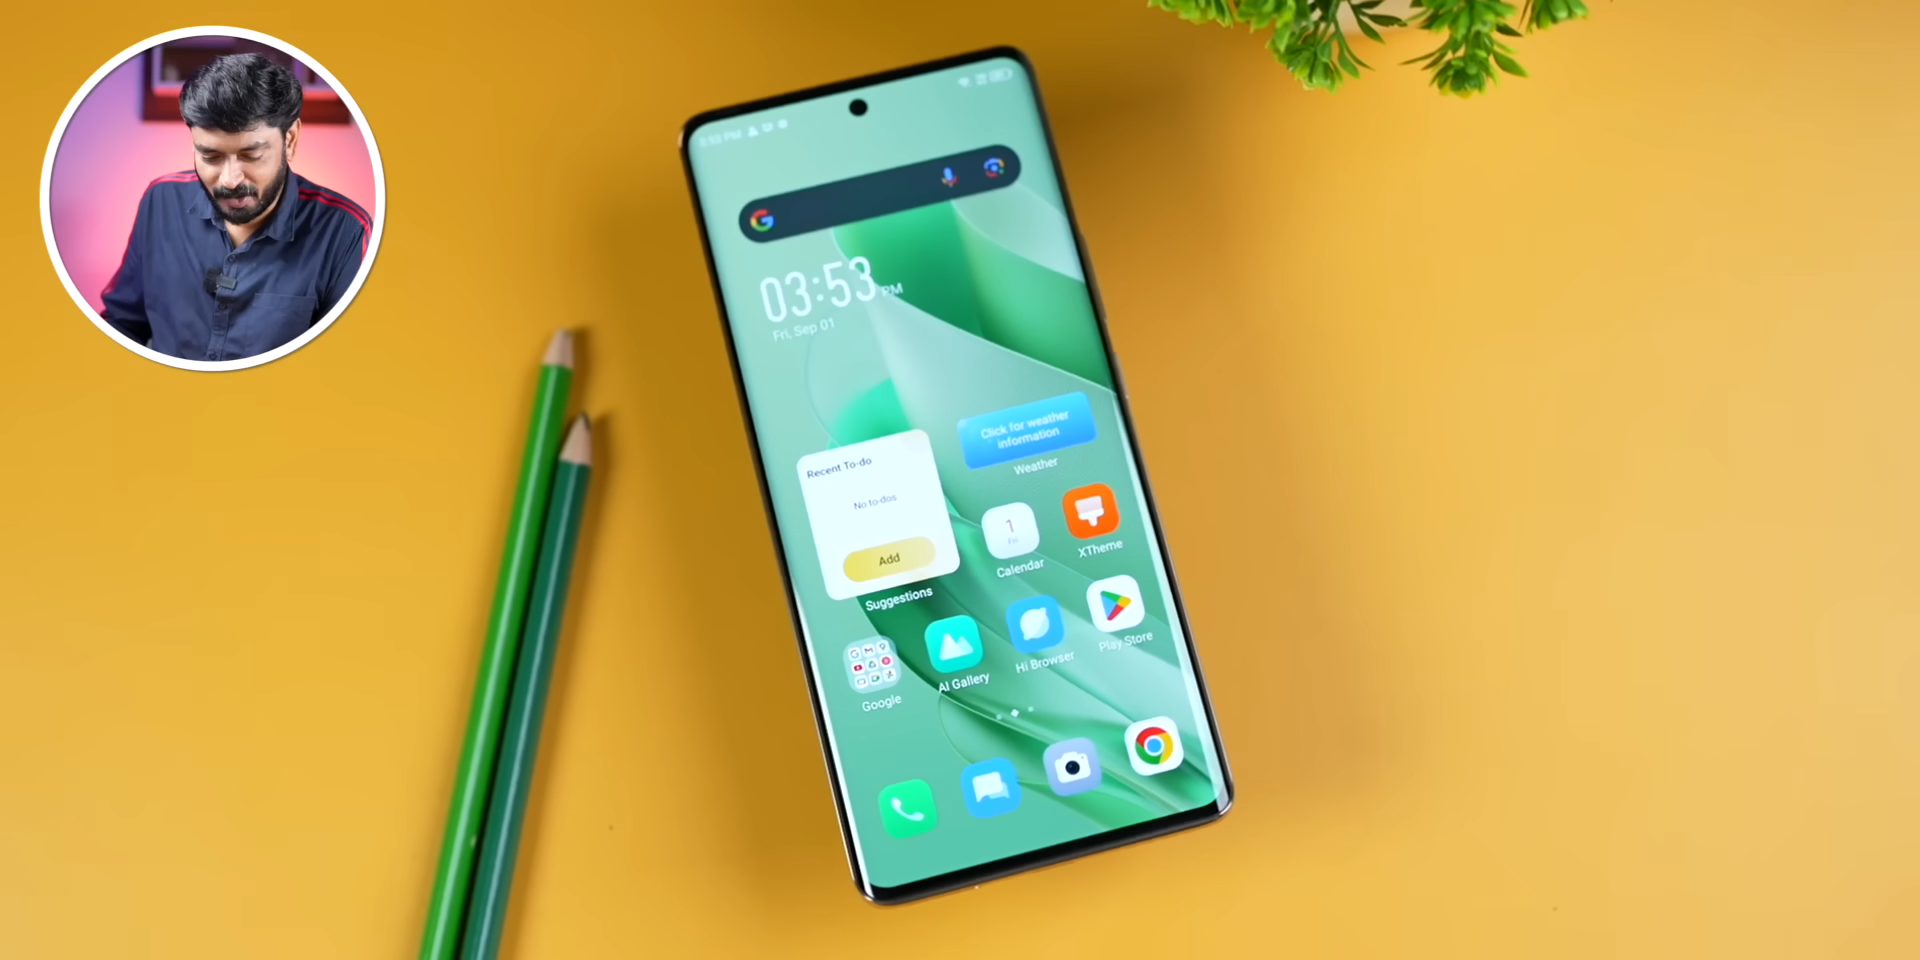 03:53 PM
Fri, Sep 01
Click for weather
information
Weather
Recent To-do
No to-dos
Add
Suggestions
1
Fri
Calendar
XTheme
Google
AI Gallery
Hi Browser
Play Store